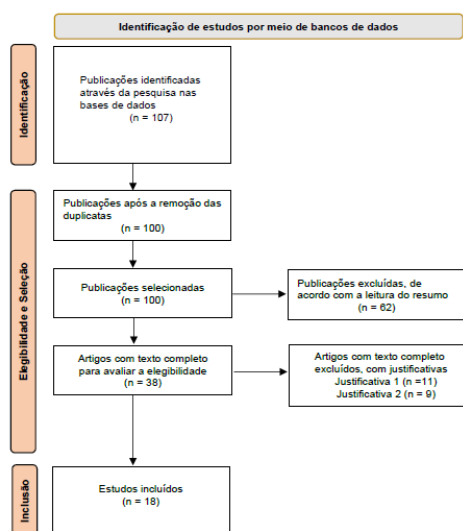 Identificação de estudos por meio de bancos de dados
Identificação
Publicações identificadas
através da pesquisa nas
bases de dados
(n = 107)
Elegibilidade e Seleção
Publicações após a remoção das
duplicatas
(n = 100)
Publicações selecionadas
(n = 100)
Publicações excluídas, de
acordo com a leitura do resumo
(n = 62)
Artigos com texto completo
para avaliar a elegibilidade
(n = 38)
Artigos com texto completo
excluídos, com justificativas
Justificativa 1 (n =11)
Justificativa 2 (n = 9)
Inclusão
Estudos incluídos
(n = 18)